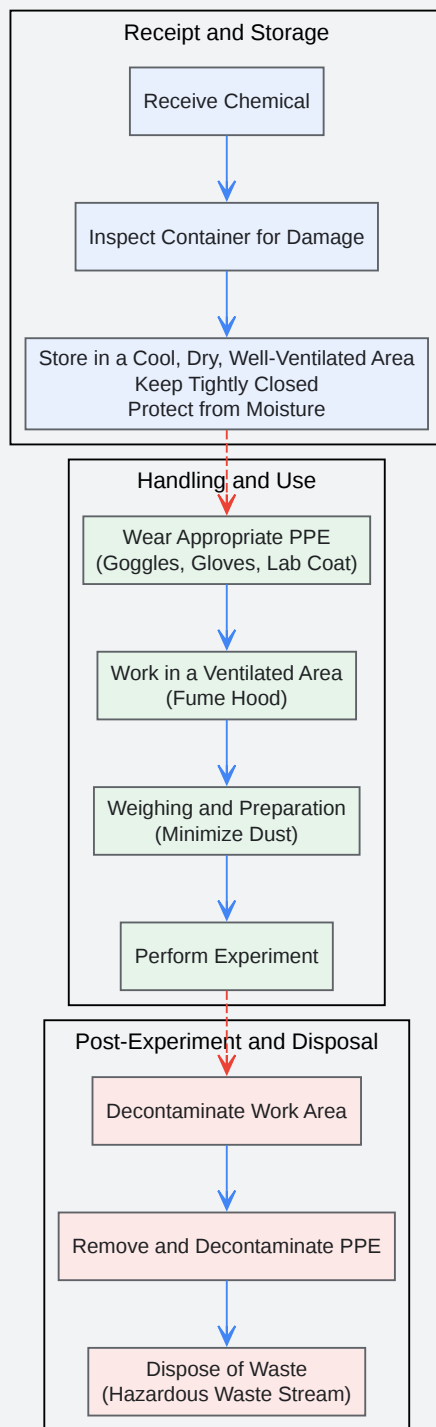 Receipt and Storage
Receive Chemical
Inspect Container for Damage
Store in a Cool, Dry, Well-Ventilated Area
Keep Tightly Closed
Protect from Moisture
Handling and Use
Wear Appropriate PPE
(Goggles, Gloves, Lab Coat)
Work in a Ventilated Area
(Fume Hood)
Weighing and Preparation
(Minimize Dust)
Perform Experiment
Post-Experiment and Disposal
Decontaminate Work Area
Remove and Decontaminate PPE
Dispose of Waste
(Hazardous Waste Stream)